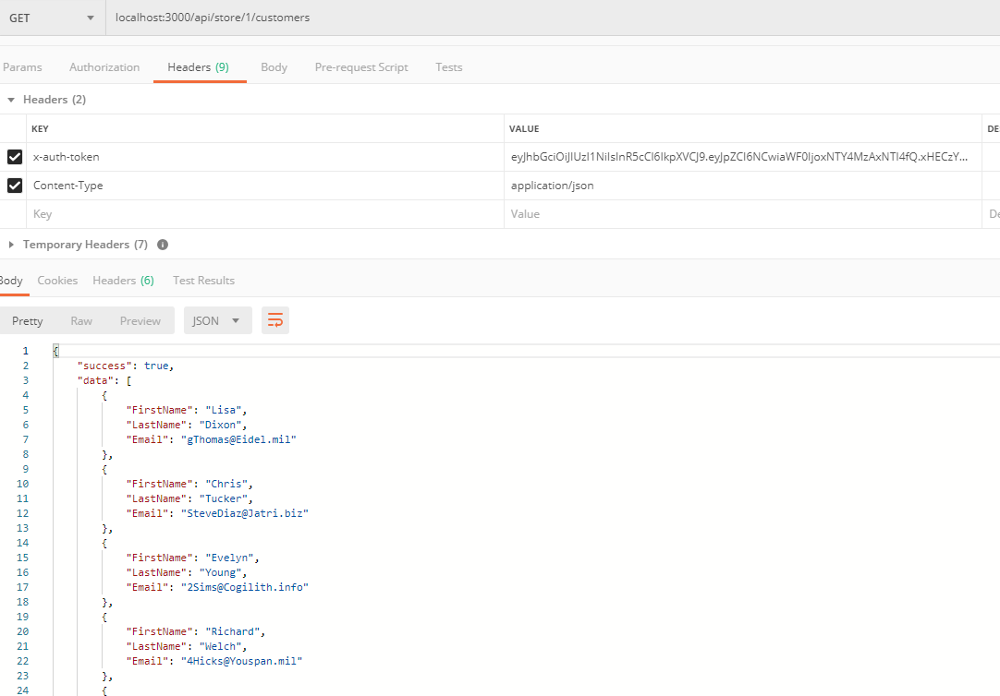 GET localhost:3000/api/store/1/customers
Params Authorization Headers (9) Body Pre-request Script Tests
Headers (2)
KEY VALUE DE
x-auth-token eyJhbGciOiJIUzI1NiIsInR5cCI6IkpXVCJ9.eyJpZCI6NCwiaWF0IjoxNTY4MzAxNTI4fQ.xHECzY...
Content-Type application/json
Key Value De
Temporary Headers (7) i
Body Cookies Headers (6) Test Results
Pretty Raw Preview JSON
1 {
2 "success": true,
3 "data": [
4 {
5 "FirstName": "Lisa",
6 "LastName": "Dixon",
7 "Email": "gThomas@Eidel.mil"
8 },
9 {
10 "FirstName": "Chris",
11 "LastName": "Tucker",
12 "Email": "SteveDiaz@Jatri.biz"
13 },
14 {
15 "FirstName": "Evelyn",
16 "LastName": "Young",
17 "Email": "2Sims@Cogilith.info"
18 },
19 {
20 "FirstName": "Richard",
21 "LastName": "Welch",
22 "Email": "4Hicks@Youspan.mil"
23 },
24 {